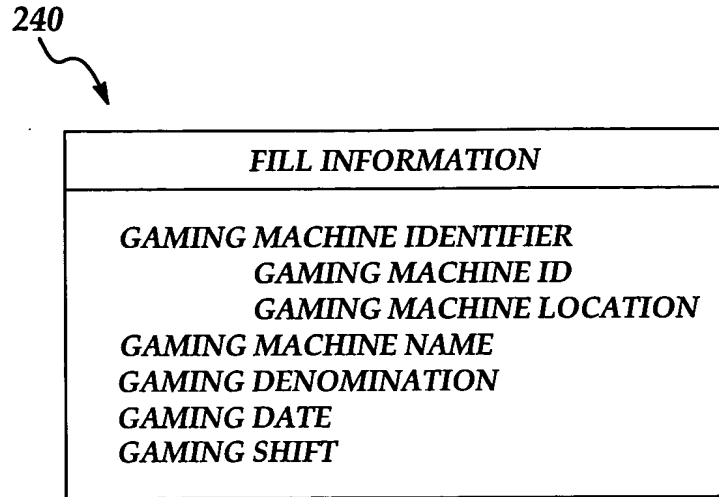 240
FILL INFORMATION
GAMING MACHINE IDENTIFIER
GAMING MACHINE ID
GAMING MACHINE LOCATION
GAMING MACHINE NAME
GAMING DENOMINATION
GAMING DATE
GAMING SHIFT